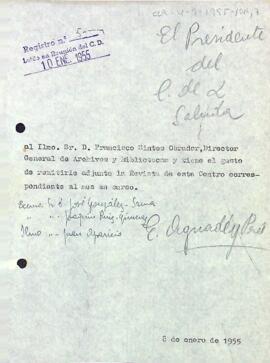 Registro n.º 5
Leído en Reunión del C.D.
10 ENE. 1955
El Presidente
del
C. de L
Saluda
al Ilmo. Sr. D. Francisco Sintes Obrador, Director
General de Archivos y Bibliotecas y tiene el gusto
de remitirle adjunto la Revista de este Centro corres-
pondiente al mes en curso.
Excmo Sr D José González-
" " Joaquín Ruiz-Giménez
Ilmo " Juan Aparicio
E. Aguadé y
8 de enero de 1955